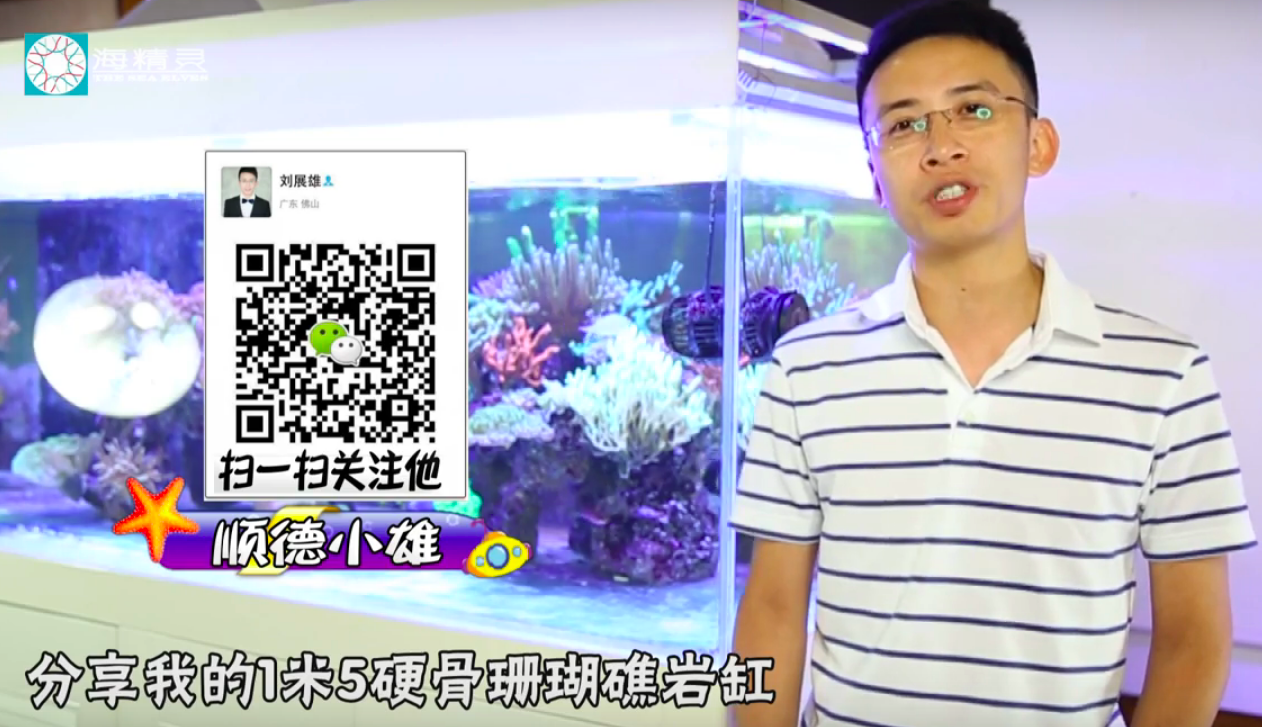 海精灵
THE SEA ELVES
刘展雄
广东 佛山
扫一扫关注他
顺德小雄
分享我的1米5硬骨珊瑚礁岩缸